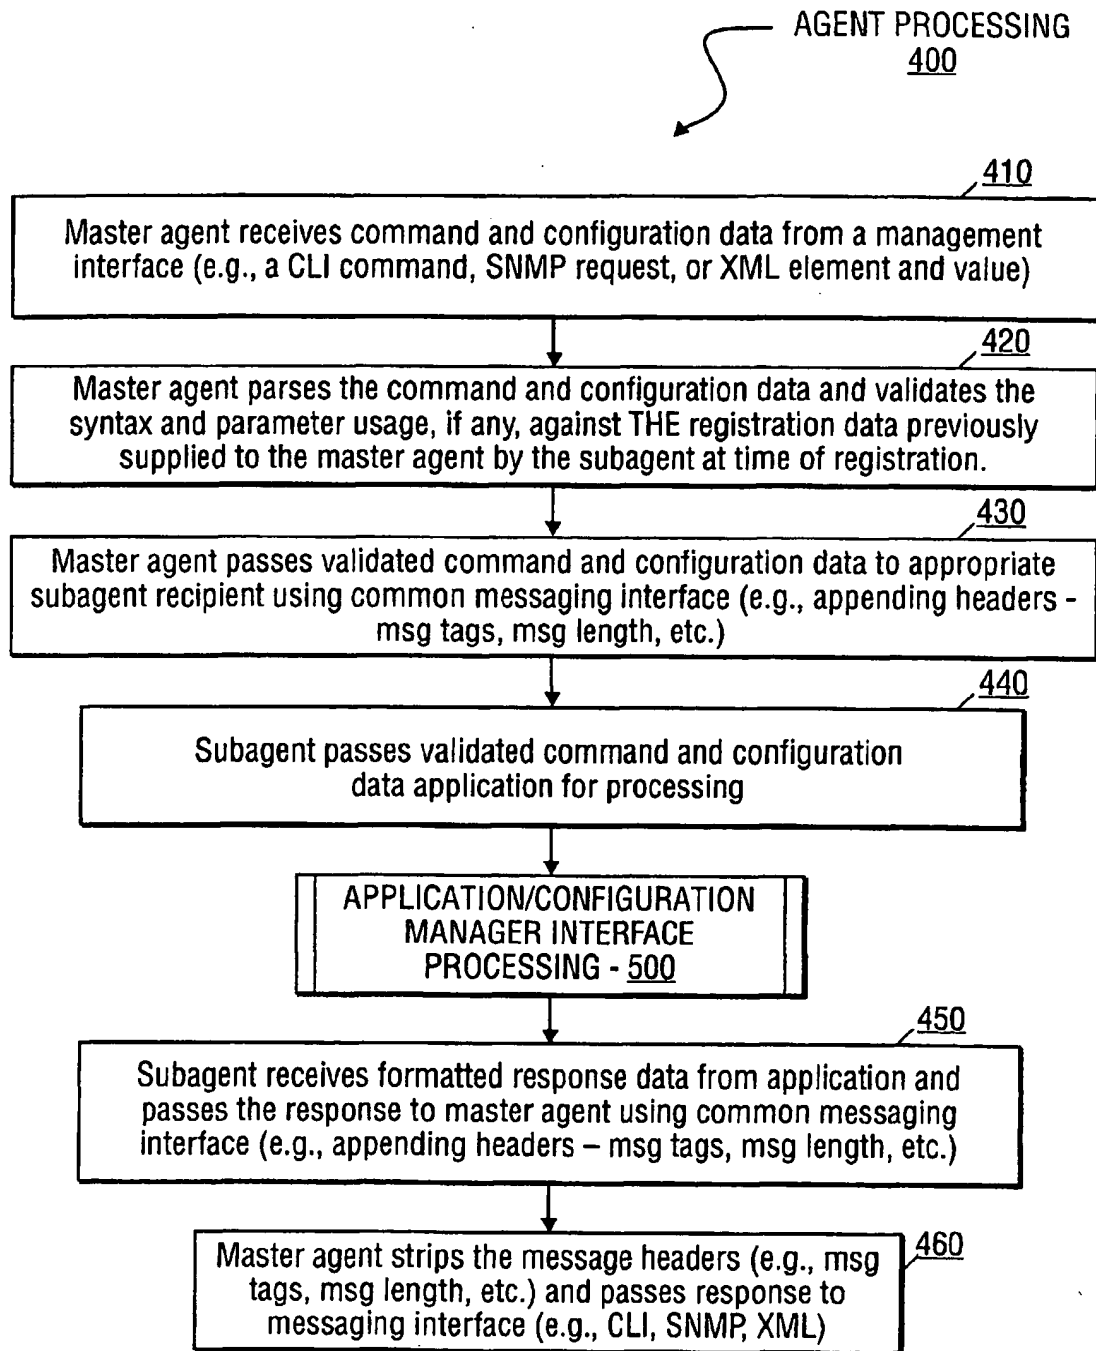 AGENT PROCESSING
400
410
Master agent receives command and configuration data from a management
interface (e.g., a CLI command, SNMP request, or XML element and value)
420
Master agent parses the command and configuration data and validates the
syntax and parameter usage, if any, against THE registration data previously
supplied to the master agent by the subagent at time of registration.
430
Master agent passes validated command and configuration data to appropriate
subagent recipient using common messaging interface (e.g., appending headers -
msg tags, msg length, etc.)
440
Subagent passes validated command and configuration
data application for processing
APPLICATION/CONFIGURATION
MANAGER INTERFACE
PROCESSING - 500
450
Subagent receives formatted response data from application and
passes the response to master agent using common messaging
interface (e.g., appending headers – msg tags, msg length, etc.)
460
Master agent strips the message headers (e.g., msg
tags, msg length, etc.) and passes response to
messaging interface (e.g., CLI, SNMP, XML)